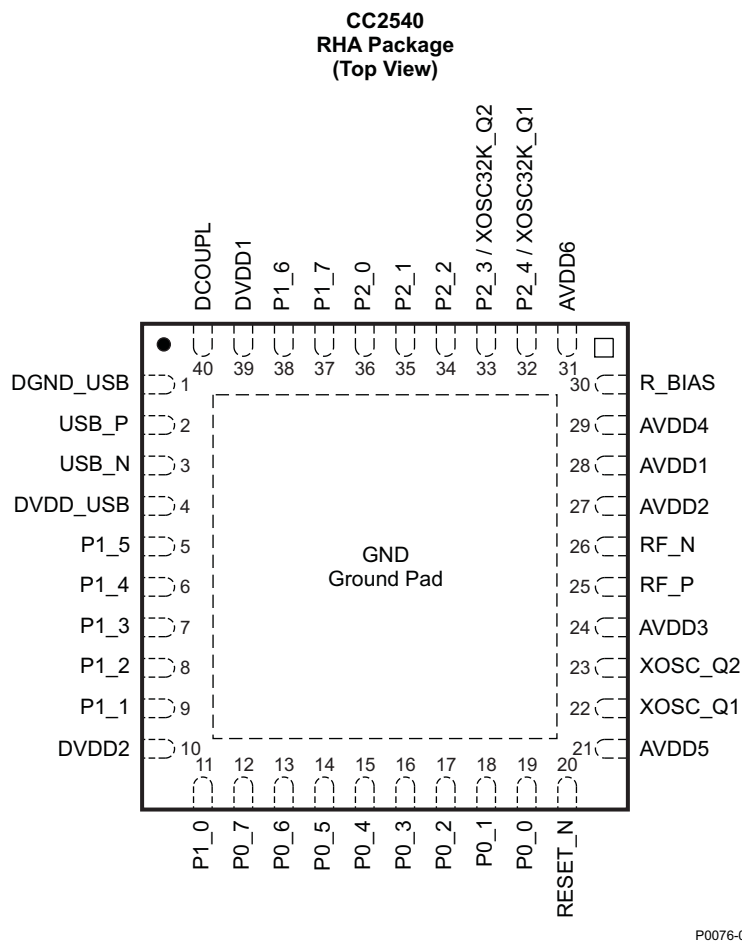 CC2540
RHA Package
(Top View)
DCOUPL
DVDD1
P1_6
P1_7
P2_0
P2_1
P2_2
P2_3 / XOSC32K_Q2
P2_4 / XOSC32K_Q1
AVDD6
40 39 38 37 36 35 34 33 32 31
DGND_USB 1
USB_P 2
USB_N 3
DVDD_USB 4
P1_5 5
P1_4 6
P1_3 7
P1_2 8
P1_1 9
DVDD2 10
GND
Ground Pad
30 R_BIAS
29 AVDD4
28 AVDD1
27 AVDD2
26 RF_N
25 RF_P
24 AVDD3
23 XOSC_Q2
22 XOSC_Q1
21 AVDD5
11 12 13 14 15 16 17 18 19 20
P1_0
P0_7
P0_6
P0_5
P0_4
P0_3
P0_2
P0_1
P0_0
RESET_N